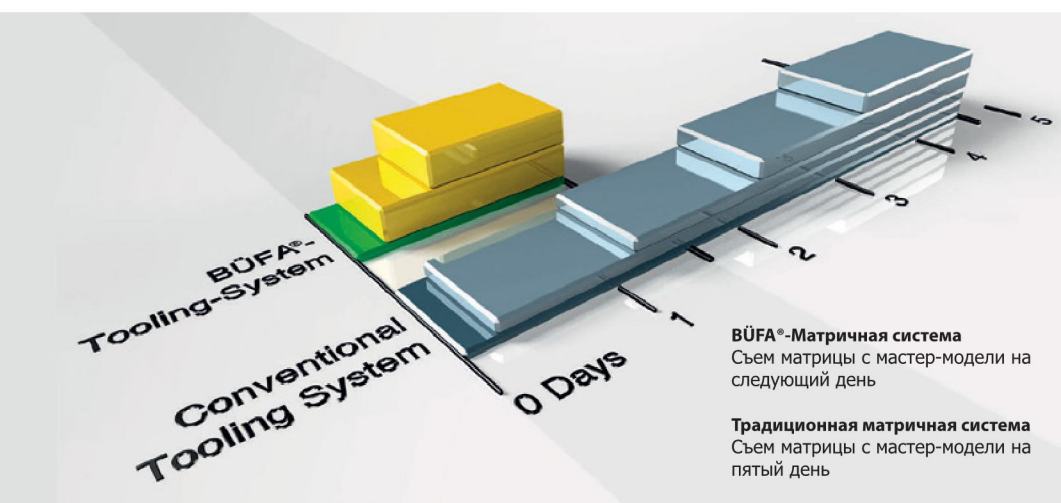 BÜFA®-
Tooling-System
Conventional
Tooling System
0 Days
1
2
3
4
5
BÜFA®-Матричная система
Съем матрицы с мастер-модели на
следующий день
Традиционная матричная система
Съем матрицы с мастер-модели на
пятый день